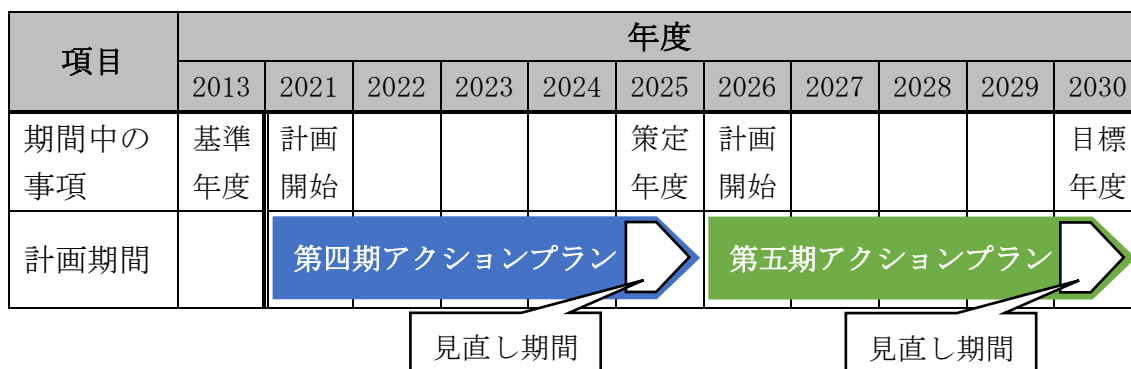 項目
年度
2013 2021 2022 2023 2024 2025 2026 2027 2028 2029 2030
期間中の
事項
基準
年度
計画
開始
策定
年度
計画
開始
目標
年度
計画期間
第四期アクションプラン
第五期アクションプラン
見直し期間
見直し期間